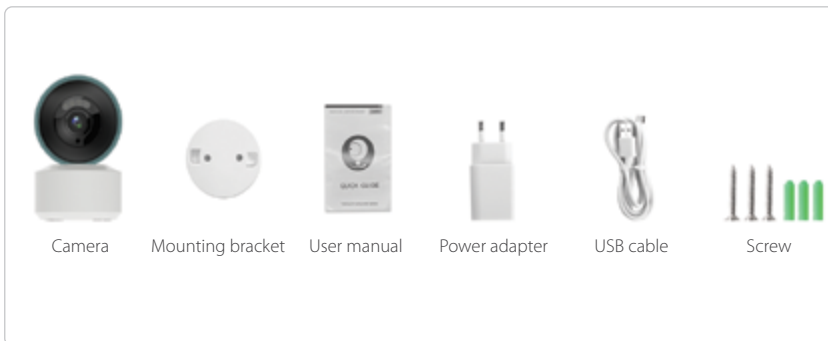 QUICK GUIDE
Camera
Mounting bracket
User manual
Power adapter
USB cable
Screw